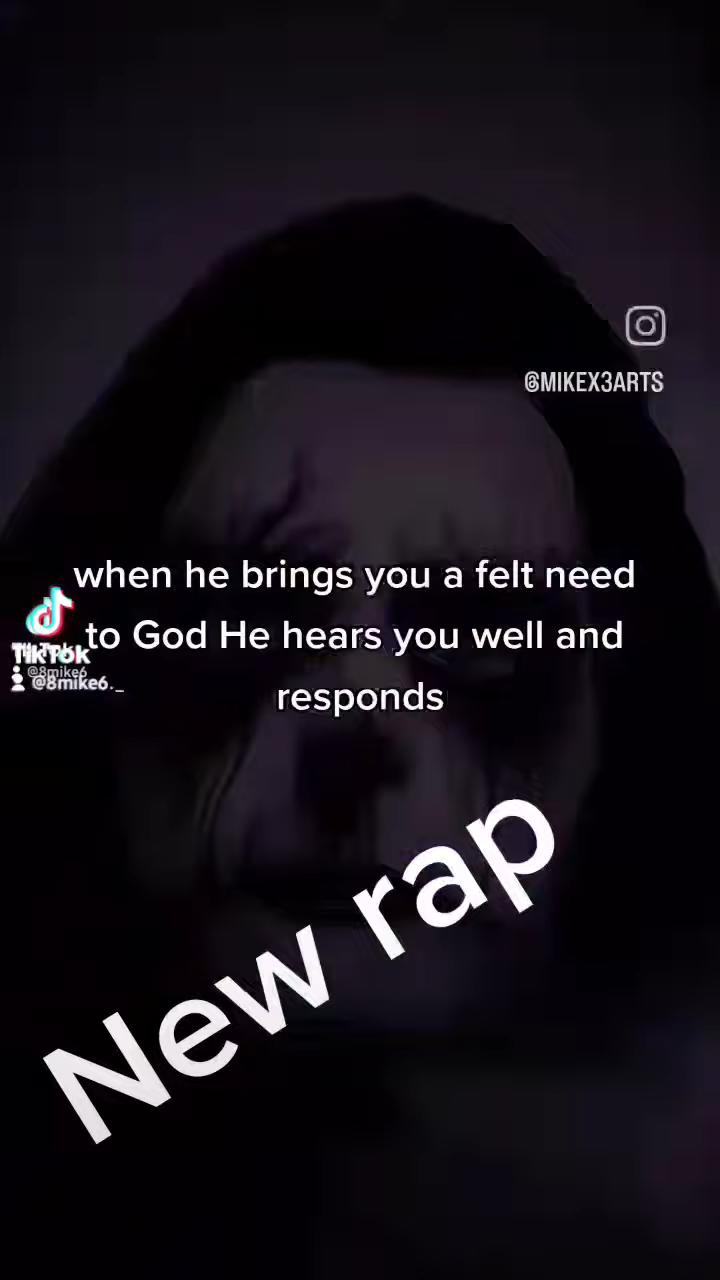 @MIKEX3ARTS
when he brings you a felt need
to God He hears you well and
responds
TikTok
@8mike6
@8mike6._
New rap